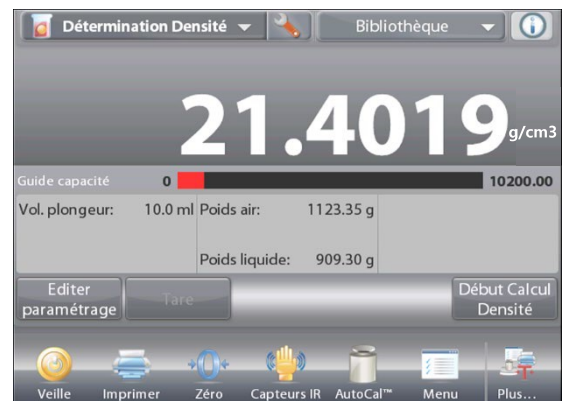 Détermination Densité
Bibliothèque
21.4019 g/cm3
Guide capacité 0 10200.00
Vol. plongeur: 10.0 ml Poids air: 1123.35 g
Poids liquide: 909.30 g
Editer paramétrage
Tare
Début Calcul Densité
Veille Imprimer Zéro Capteurs IR AutoCal™ Menu Plus...